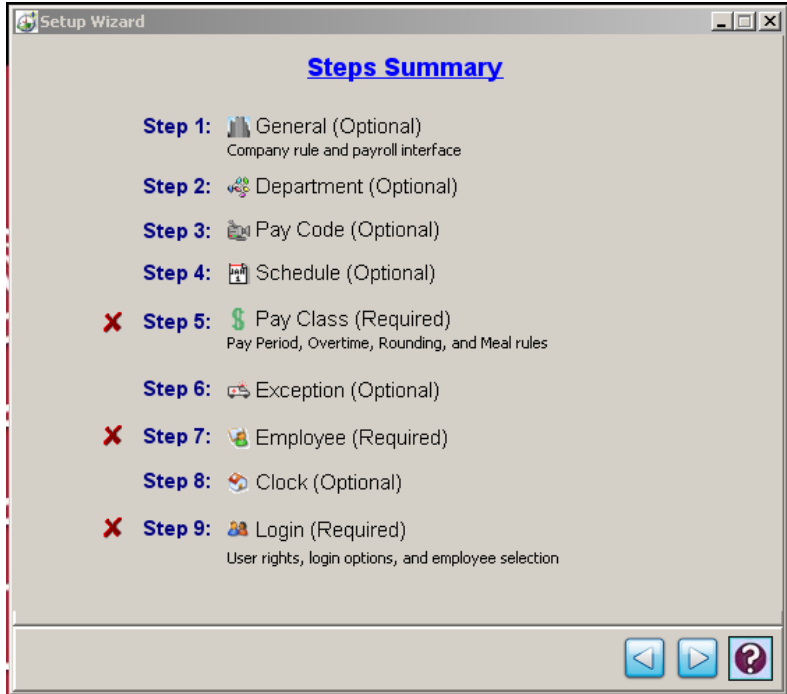 Setup Wizard
Steps Summary
Step 1: General (Optional)
Company rule and payroll interface
Step 2: Department (Optional)
Step 3: Pay Code (Optional)
Step 4: Schedule (Optional)
Step 5: Pay Class (Required)
Pay Period, Overtime, Rounding, and Meal rules
Step 6: Exception (Optional)
Step 7: Employee (Required)
Step 8: Clock (Optional)
Step 9: Login (Required)
User rights, login options, and employee selection